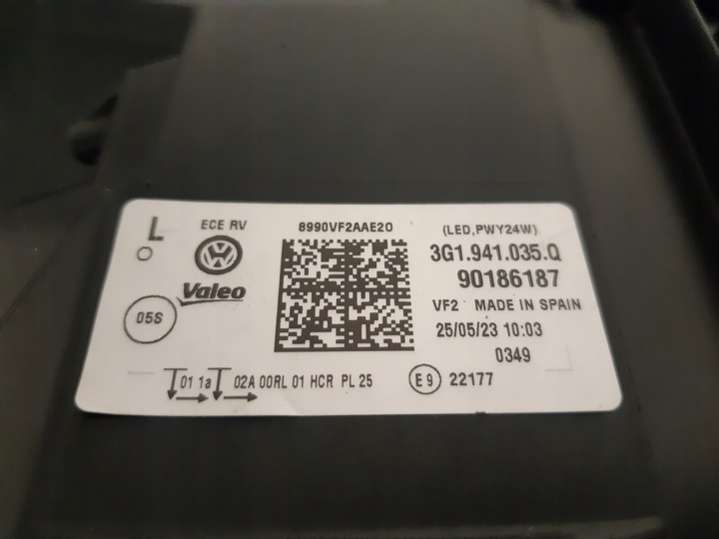 L ECE RV 8990VF2AAE20 (LED,PWY24W)
3G1.941.035.Q
Valeo 90186187
VF2 MADE IN SPAIN
05S 25/05/23 10:03
0349
01 1a 02A 00RL 01 HCR PL 25 E9 22177